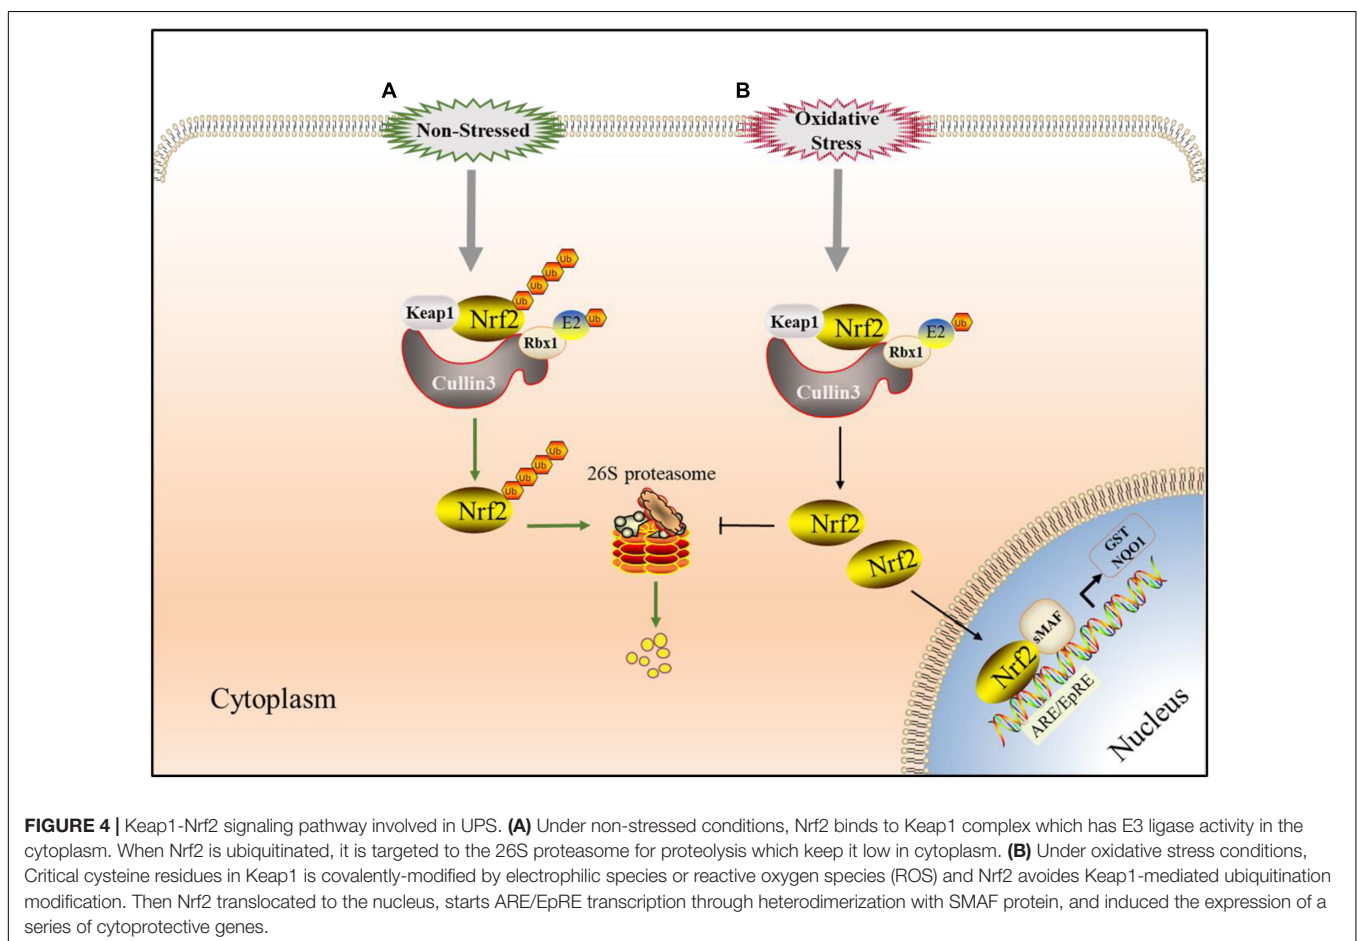 A
B
Non-Stressed
Oxidative
Stress
Ub
Ub
Ub
Ub
Keap1
Nrf2
E2
Ub
Rbx1
Cullin3
Keap1
Nrf2
E2
Ub
Rbx1
Cullin3
Ub
Ub
Ub
Ub
Nrf2
26S proteasome
Nrf2
Nrf2
GST
NQO1
sMAF
Nrf2
ARE/EpRE
Cytoplasm
Nucleus
FIGURE 4 | Keap1-Nrf2 signaling pathway involved in UPS. (A) Under non-stressed conditions, Nrf2 binds to Keap1 complex which has E3 ligase activity in the
cytoplasm. When Nrf2 is ubiquitinated, it is targeted to the 26S proteasome for proteolysis which keep it low in cytoplasm. (B) Under oxidative stress conditions,
Critical cysteine residues in Keap1 is covalently-modified by electrophilic species or reactive oxygen species (ROS) and Nrf2 avoides Keap1-mediated ubiquitination
modification. Then Nrf2 translocated to the nucleus, starts ARE/EpRE transcription through heterodimerization with SMAF protein, and induced the expression of a
series of cytoprotective genes.